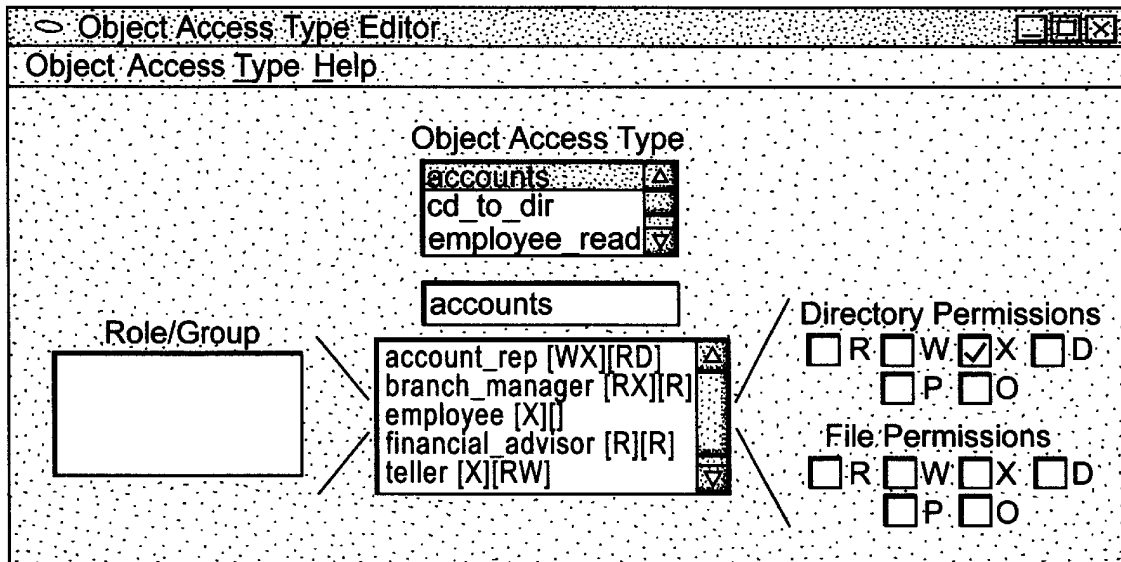 Object Access Type Editor
Object Access Type Help
Object Access Type
accounts
cd_to_dir
employee_read
accounts
Role/Group
account_rep [WX][RD]
branch_manager [RX][R]
employee [X][]
financial_advisor [R][R]
teller [X][RW]
Directory Permissions
R W X D
P O
File Permissions
R W X D
P O